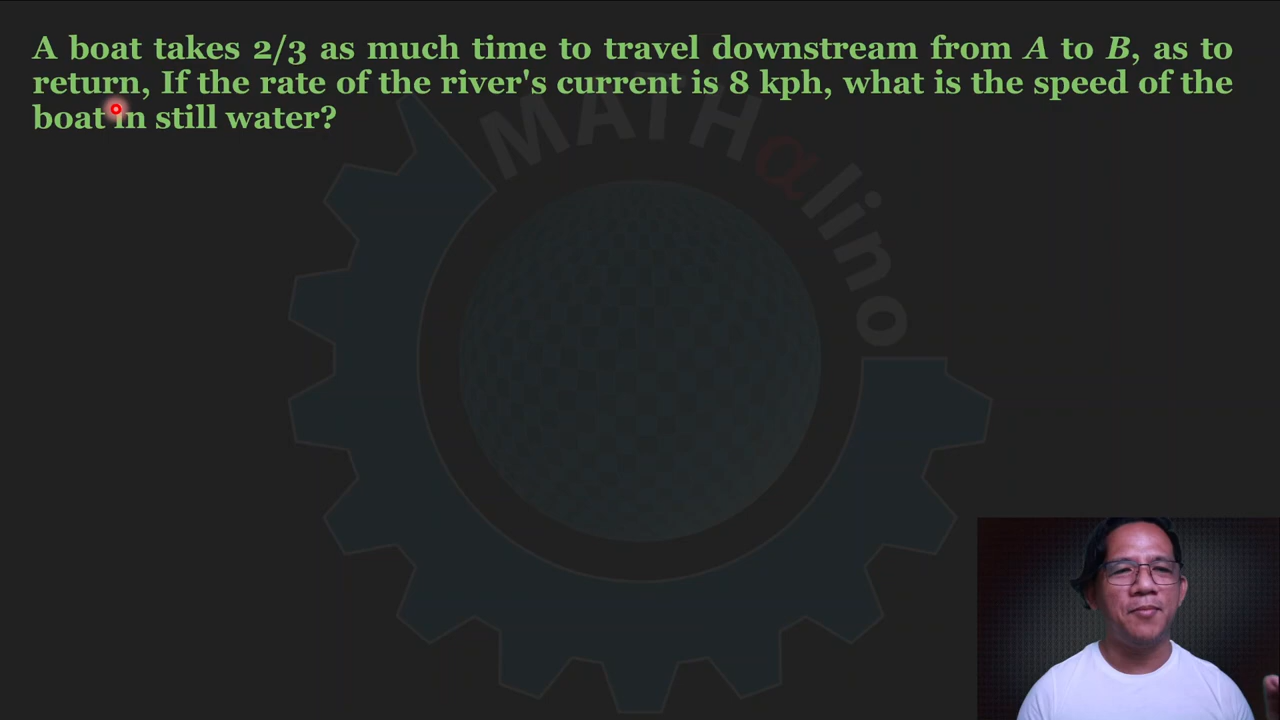 A boat takes 2/3 as much time to travel downstream from A to B, as to
return, If the rate of the river's current is 8 kph, what is the speed of the
boat in still water?
MATHαlino